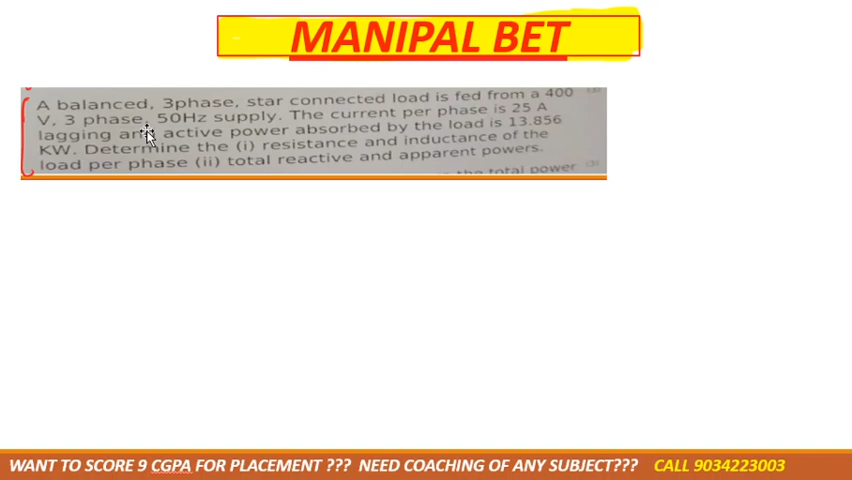 MANIPAL BET
A balanced, 3phase, star connected load is fed from a 400
V, 3 phase, 50Hz supply. The current per phase is 25 A
lagging and active power absorbed by the load is 13.856
KW. Determine the (i) resistance and inductance of the
load per phase (ii) total reactive and apparent powers.
the total power
WANT TO SCORE 9 CGPA FOR PLACEMENT ??? NEED COACHING OF ANY SUBJECT??? CALL 9034223003